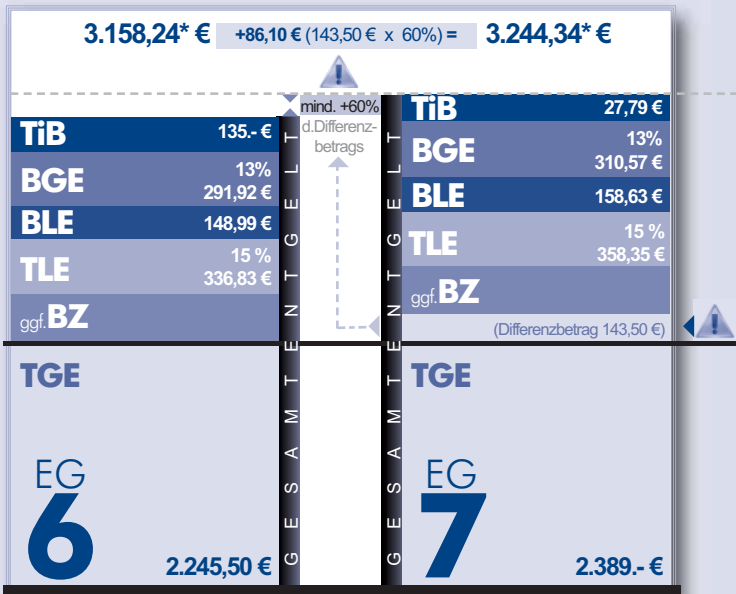 3.158,24* € +86,10 € (143,50 € x 60%) = 3.244,34* €
mind. +60%
d.Differenz-
betrags
TiB 135.- €
BGE 13%
291,92 €
BLE 148,99 €
TLE 15 %
336,83 €
ggf. BZ
TGE
EG
6
2.245,50 €
GESAMTENTGELT
TiB 27,79 €
BGE 13%
310,57 €
BLE 158,63 €
TLE 15 %
358,35 €
ggf. BZ
(Differenzbetrag 143,50 €)
TGE
EG
7
2.389.- €
GESAMTENTGELT